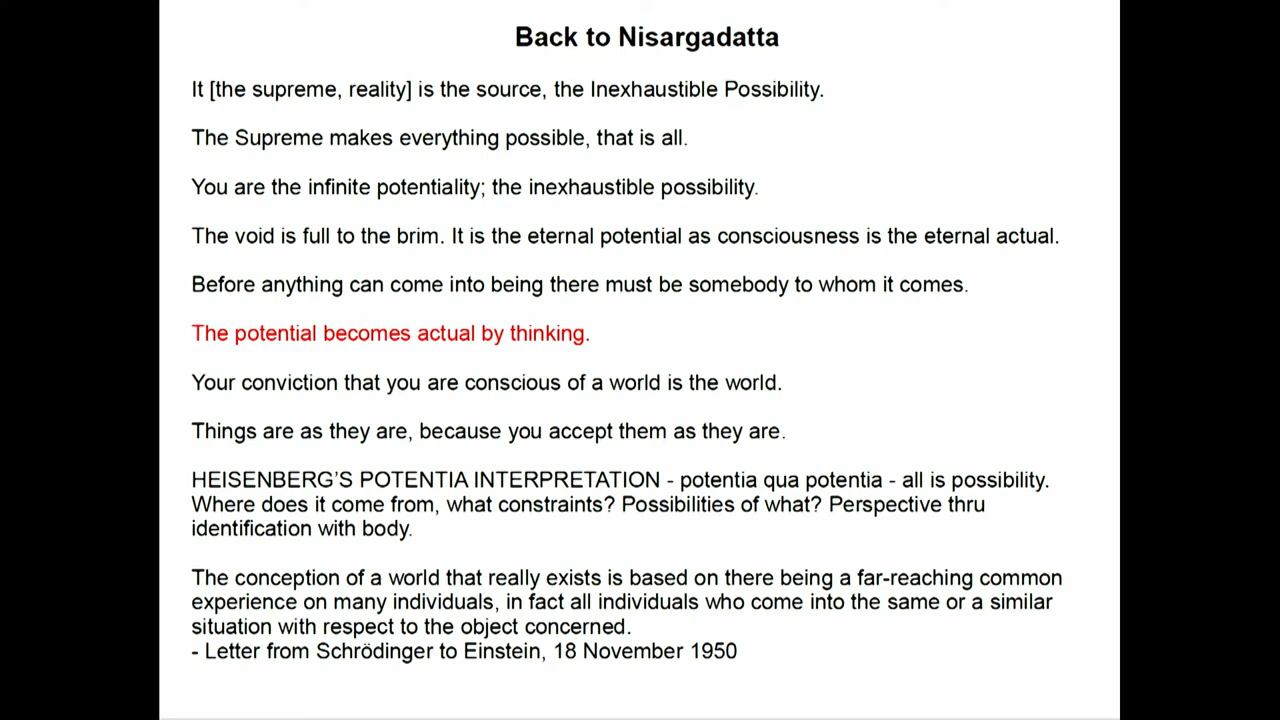 Back to Nisargadatta
It [the supreme, reality] is the source, the Inexhaustible Possibility.
The Supreme makes everything possible, that is all.
You are the infinite potentiality; the inexhaustible possibility.
The void is full to the brim. It is the eternal potential as consciousness is the eternal actual.
Before anything can come into being there must be somebody to whom it comes.
The potential becomes actual by thinking.
Your conviction that you are conscious of a world is the world.
Things are as they are, because you accept them as they are.
HEISENBERG'S POTENTIA INTERPRETATION - potentia qua potentia - all is possibility.
Where does it come from, what constraints? Possibilities of what? Perspective thru
identification with body.
The conception of a world that really exists is based on there being a far-reaching common
experience on many individuals, in fact all individuals who come into the same or a similar
situation with respect to the object concerned.
- Letter from Schrödinger to Einstein, 18 November 1950